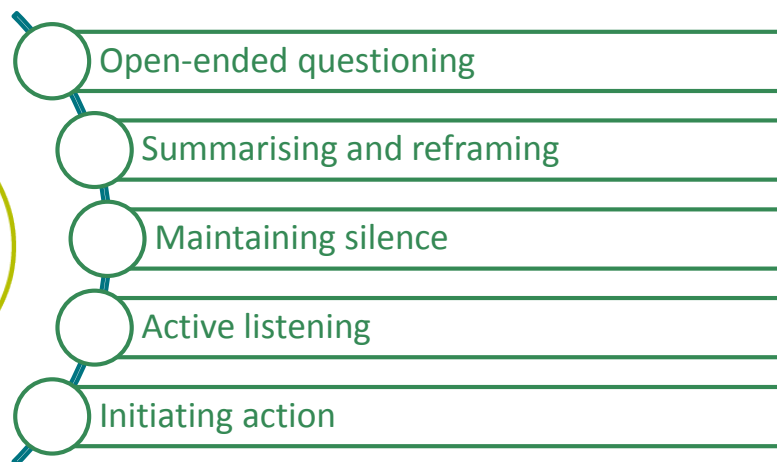 Open-ended questioning
Summarising and reframing
Maintaining silence
Active listening
Initiating action